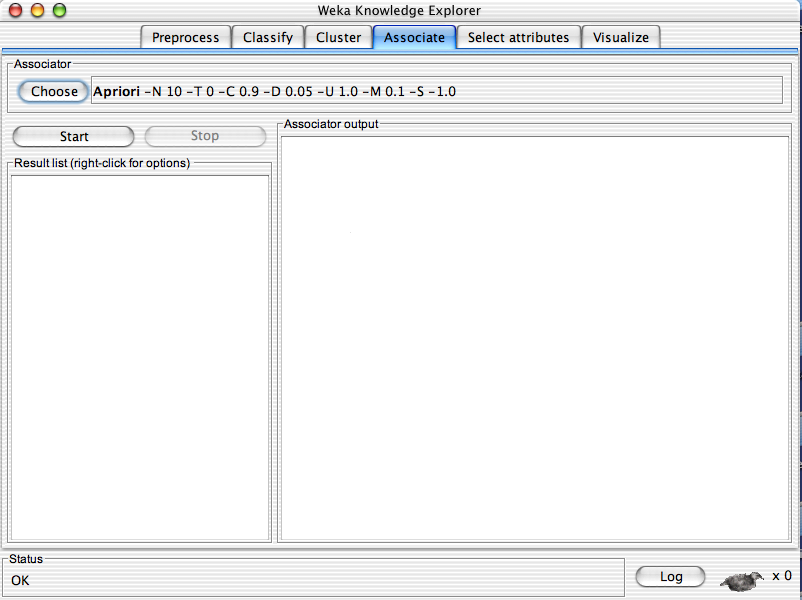 Weka Knowledge Explorer
Preprocess Classify Cluster Associate Select attributes Visualize
Associator
Choose Apriori -N 10 -T 0 -C 0.9 -D 0.05 -U 1.0 -M 0.1 -S -1.0
Start Stop
Associator output
Result list (right-click for options)
Status
OK
Log
x 0